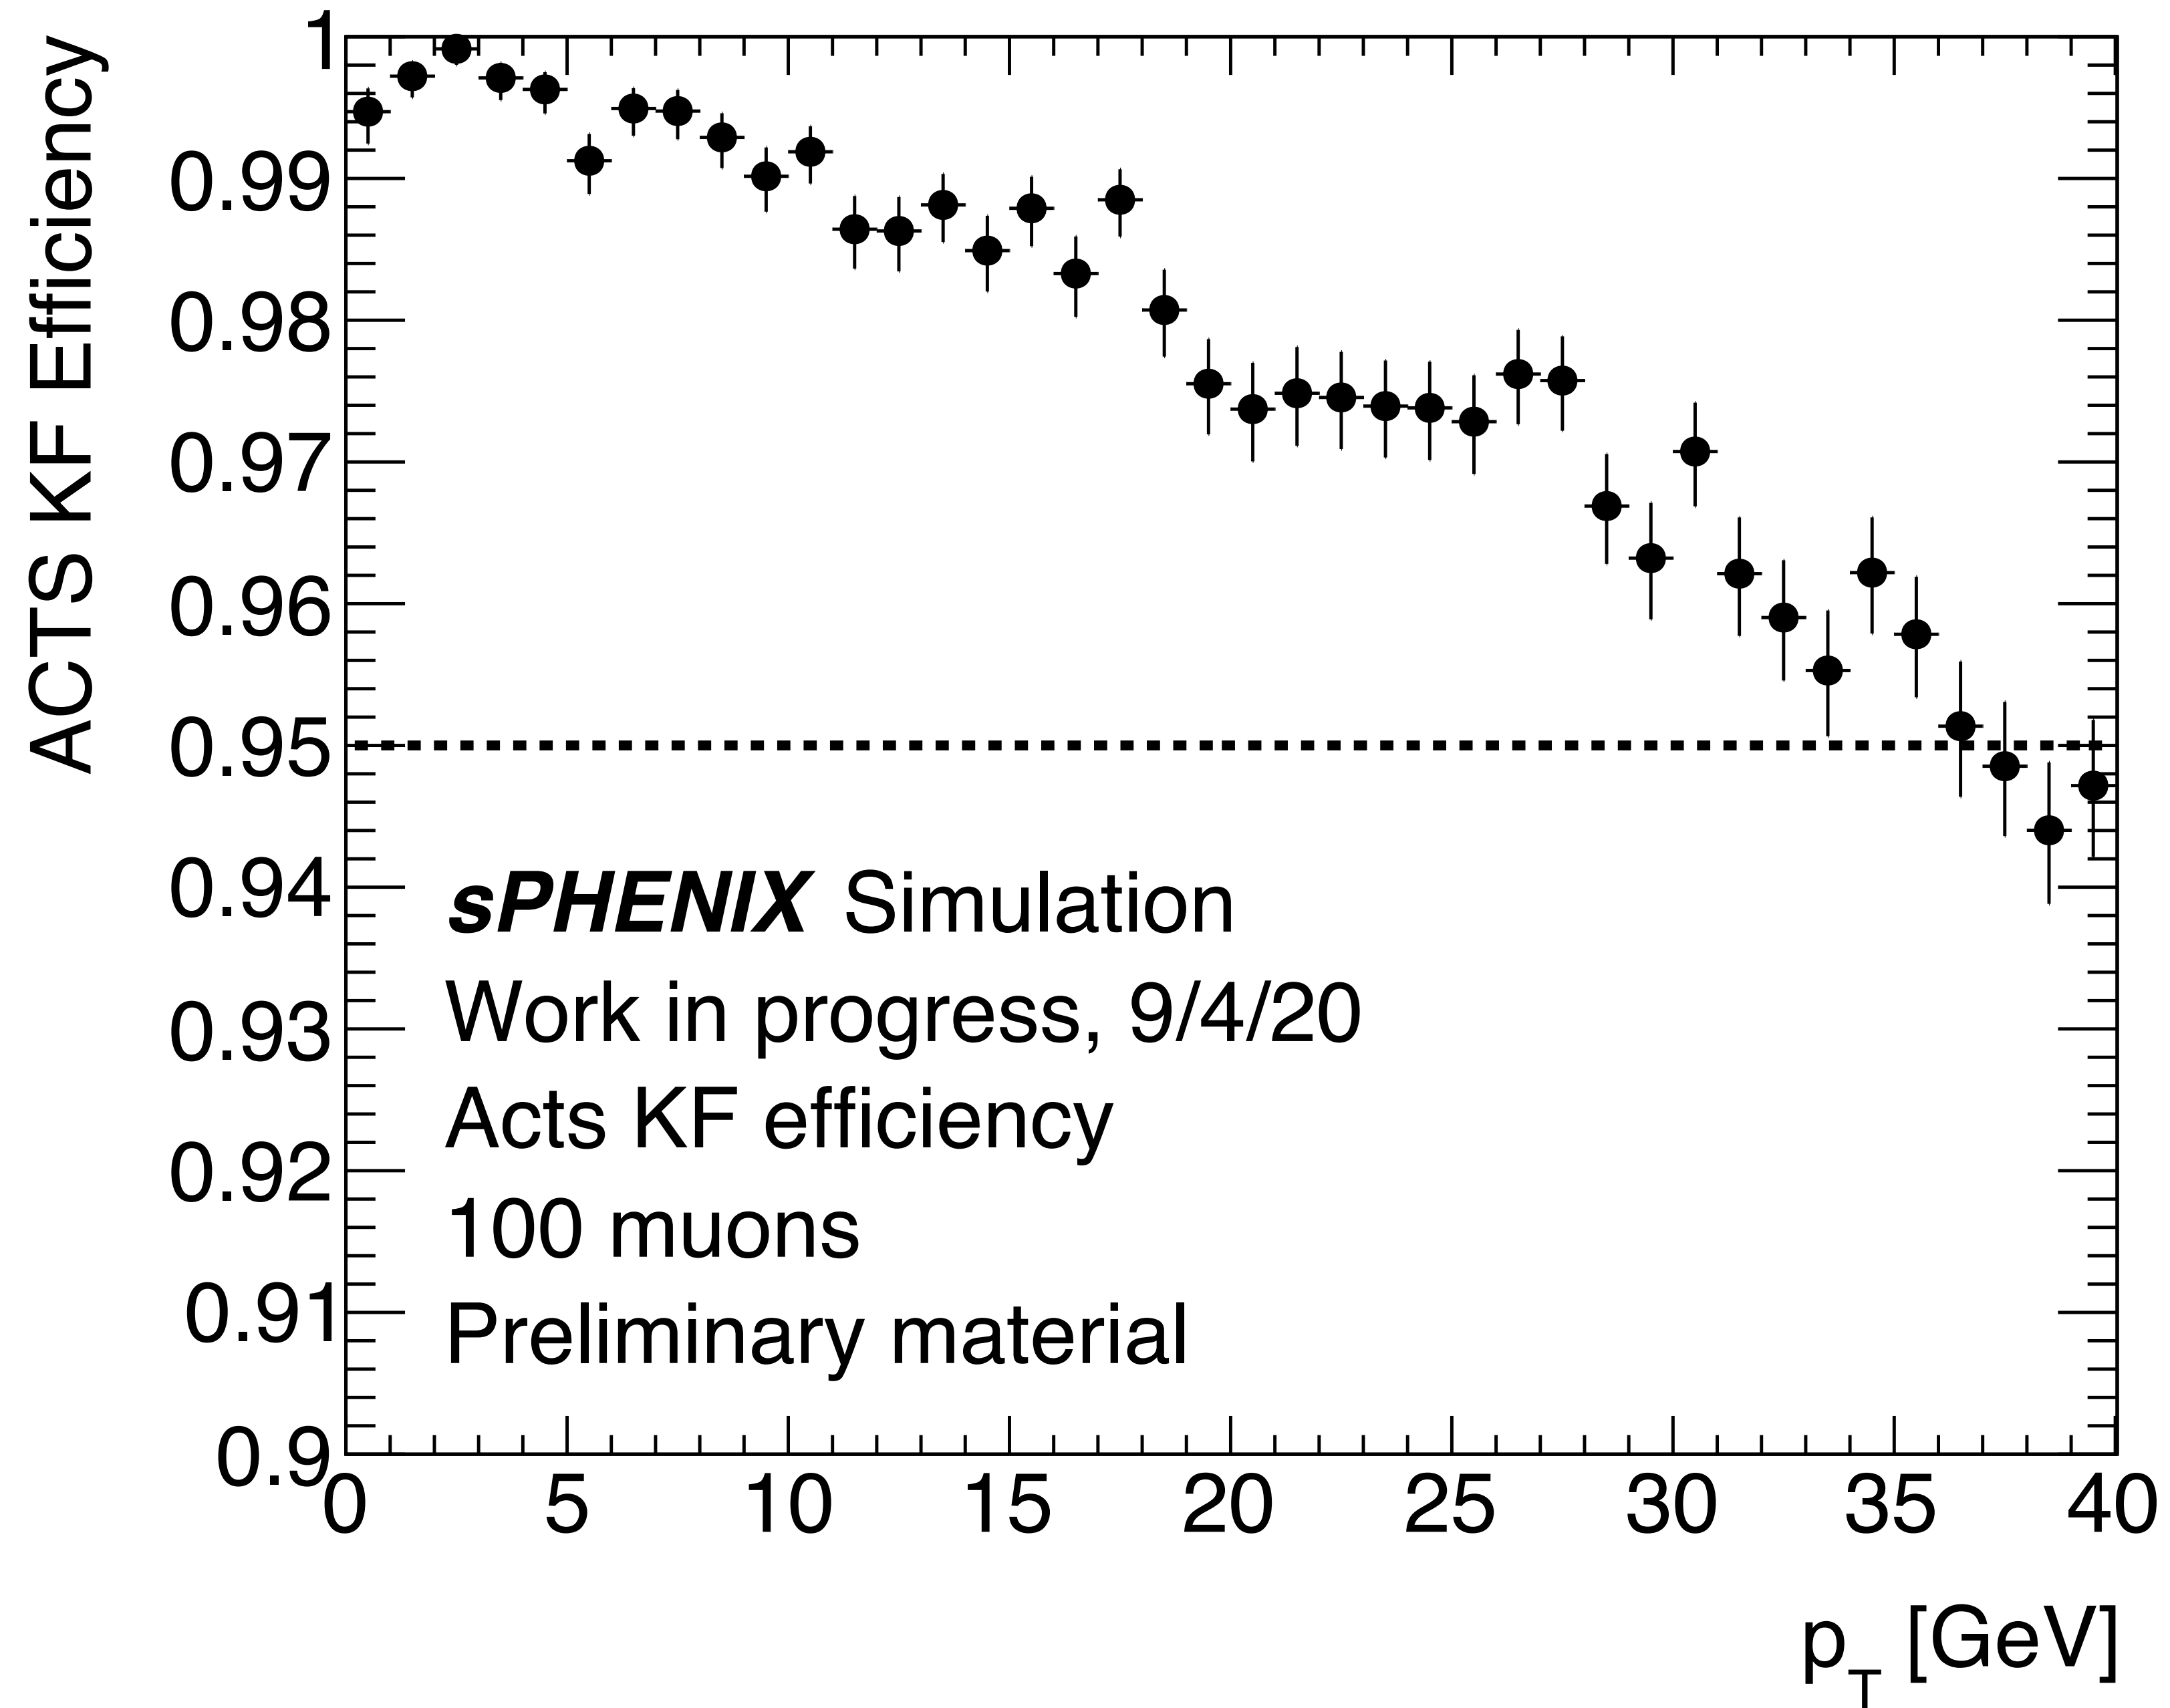 ACTS KF Efficiency
1
0.99
0.98
0.97
0.96
0.95
0.94
0.93
0.92
0.91
0.9
sPHENIX Simulation
Work in progress, 9/4/20
Acts KF efficiency
100 muons
Preliminary material
0 5 10 15 20 25 30 35 40
p_T [GeV]